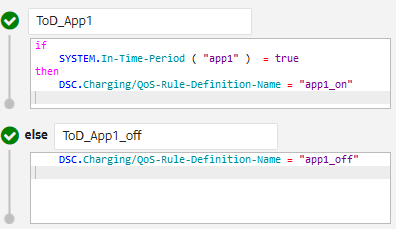 ToD_App1
if
SYSTEM.In-Time-Period ( "app1" )  = true
then
DSC.Charging/QoS-Rule-Definition-Name = "app1_on"
else ToD_App1_off
DSC.Charging/QoS-Rule-Definition-Name = "app1_off"